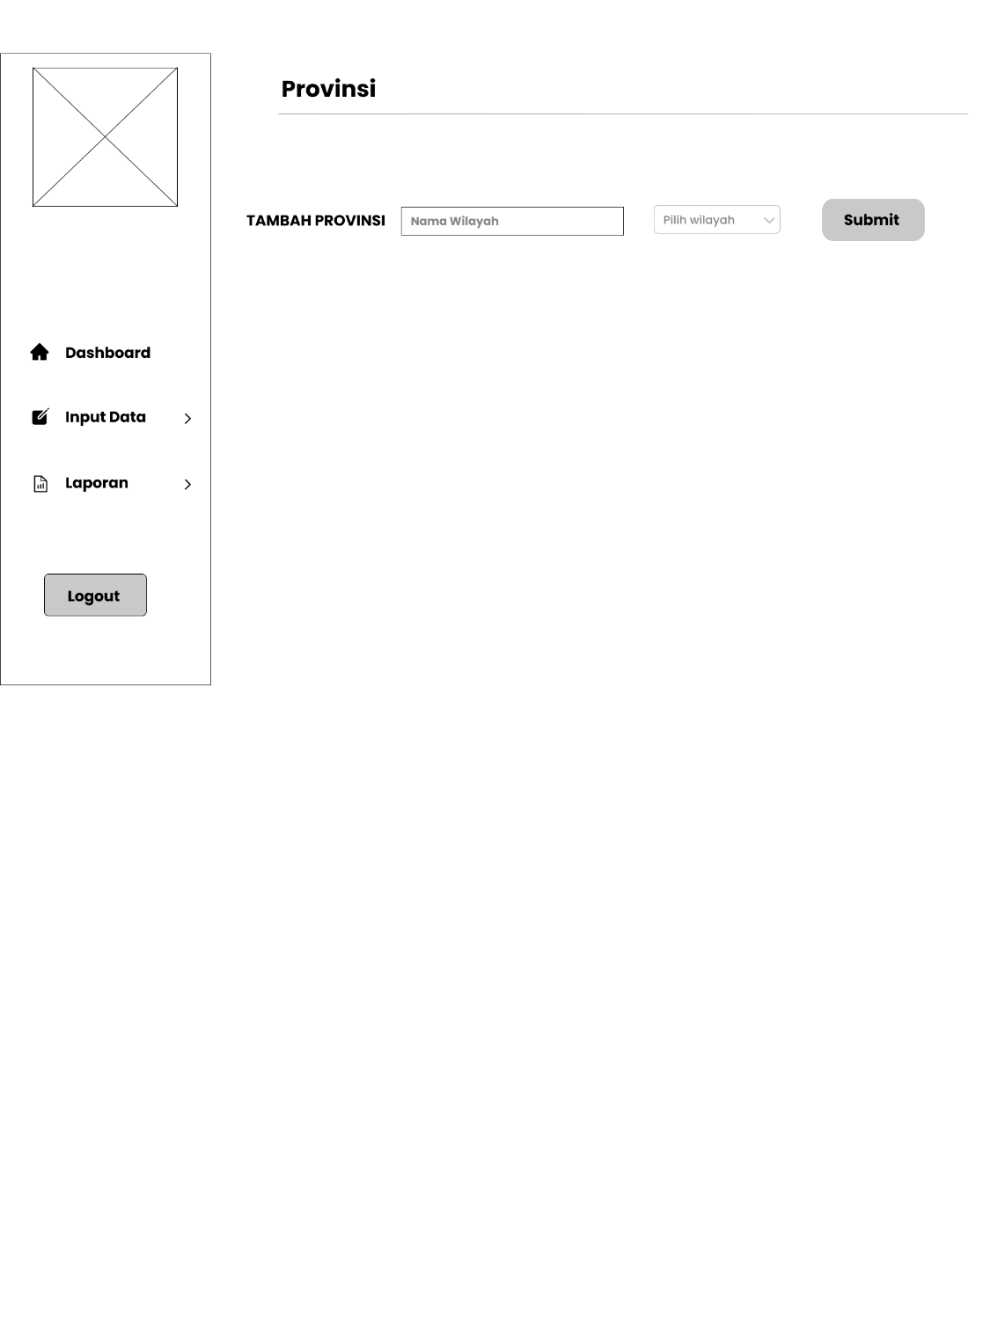 Provinsi
TAMBAH PROVINSI
Nama Wilayah
Pilih wilayah
Submit
Dashboard
Input Data
Laporan
Logout